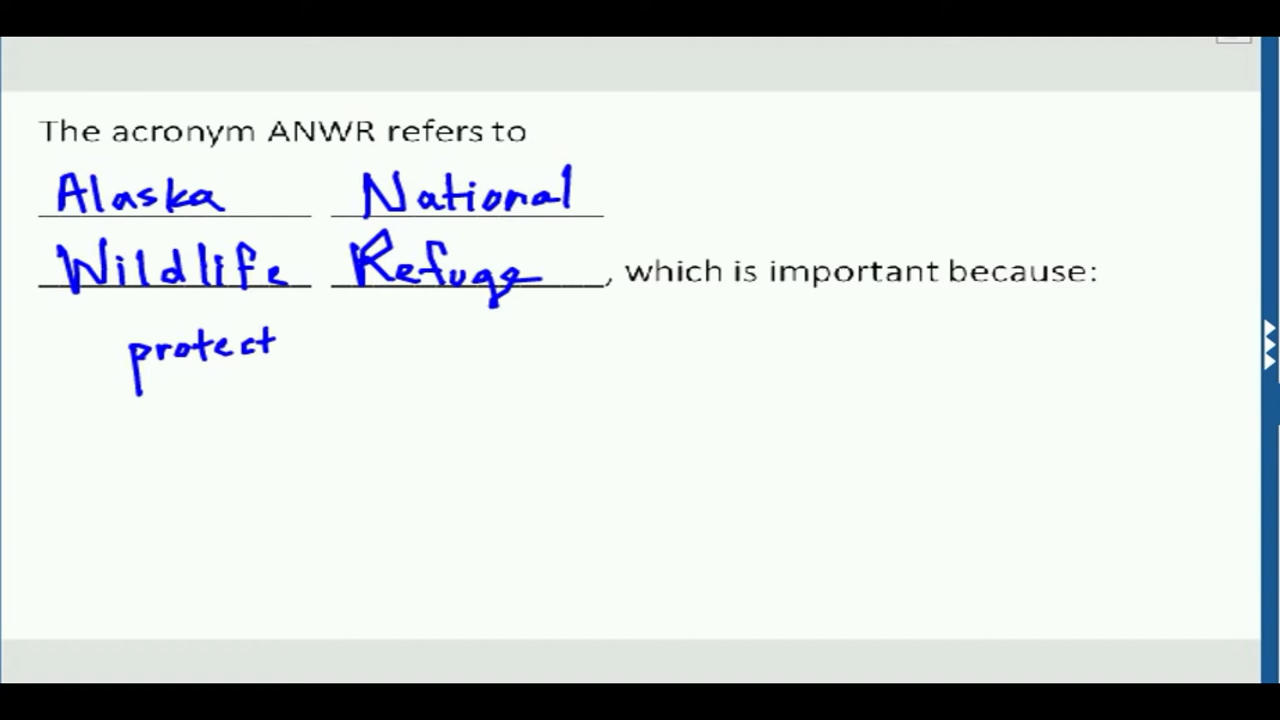 The acronym ANWR refers to
Alaska National
Wildlife Refuge, which is important because:
protect